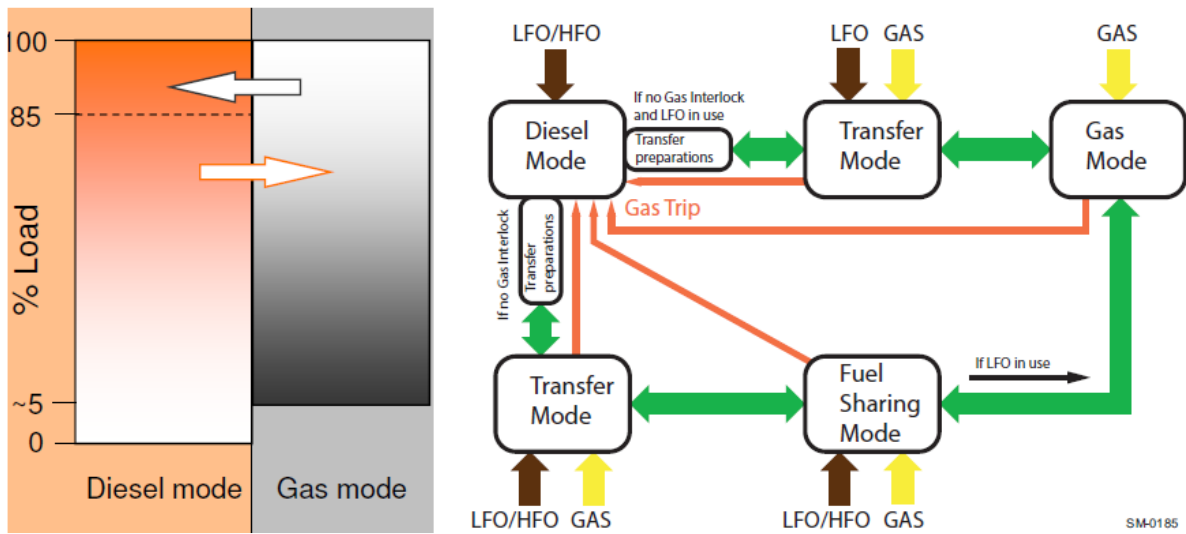 100
85
~5
0
% Load
Diesel mode
Gas mode
LFO/HFO
LFO
GAS
GAS
If no Gas Interlock
and LFO in use
Diesel
Mode
Transfer
preparations
Transfer
Mode
Gas
Mode
Gas Trip
If no Gas Interlock
Transfer
preparations
If LFO in use
Transfer
Mode
Fuel
Sharing
Mode
LFO/HFO
GAS
LFO/HFO
GAS
SM-0185